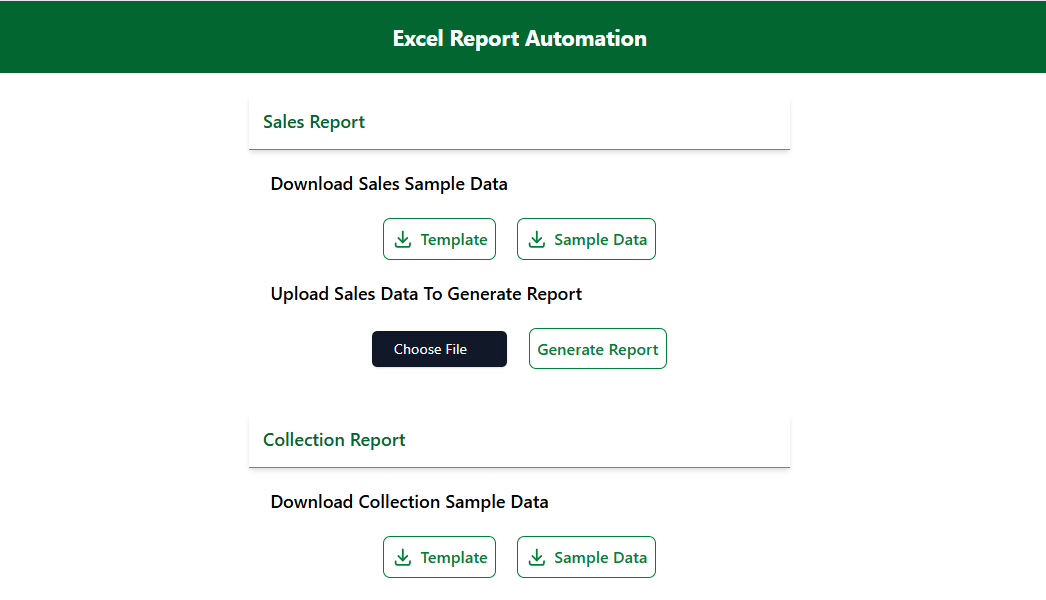 Excel Report Automation
Sales Report
Download Sales Sample Data
Template Sample Data
Upload Sales Data To Generate Report
Choose File Generate Report
Collection Report
Download Collection Sample Data
Template Sample Data